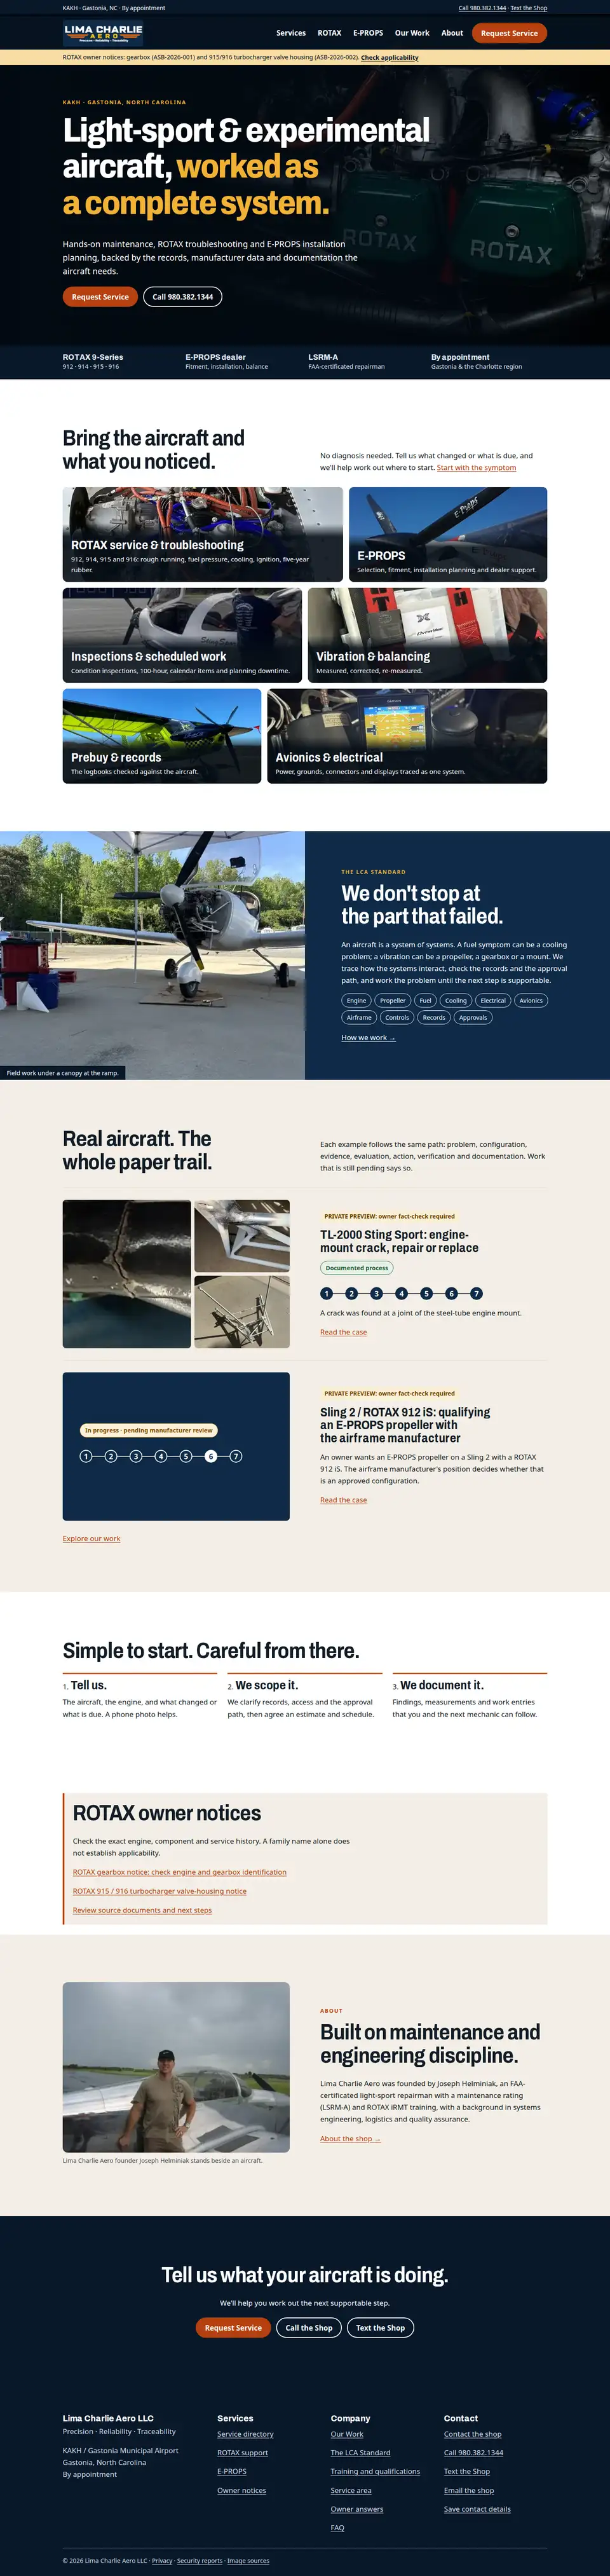 KAKH · Gastonia, NC · By appointment
Call 980.382.1344 · Text the Shop
LIMA CHARLIE
AERO
Precision · Reliability · Traceability
Services ROTAX E-PROPS Our Work About Request Service
ROTAX owner notices: gearbox (ASB-2026-001) and 915/916 turbocharger valve housing (ASB-2026-002). Check applicability
KAKH · GASTONIA, NORTH CAROLINA
Light-sport & experimental
aircraft, worked as
a complete system.
ROTAX
ROTAX
Hands-on maintenance, ROTAX troubleshooting and E-PROPS installation
planning, backed by the records, manufacturer data and documentation the
aircraft needs.
Request Service
Call 980.382.1344
ROTAX 9-Series
912 · 914 · 915 · 916
E-PROPS dealer
Fitment, installation, balance
LSRM-A
FAA-certificated repairman
By appointment
Gastonia & the Charlotte region
Bring the aircraft and
what you noticed.
No diagnosis needed. Tell us what changed or what is due, and
we'll help work out where to start. Start with the symptom
ROTAX service & troubleshooting
912, 914, 915 and 916: rough running, fuel pressure, cooling, ignition, five-year
rubber.
E-PROPS
E-PROPS
Selection, fitment, installation planning and dealer support.
Inspections & scheduled work
Condition inspections, 100-hour, calendar items and planning downtime.
Vibration & balancing
Measured, corrected, re-measured.
Prebuy & records
The logbooks checked against the aircraft.
Avionics & electrical
Power, grounds, connectors and displays traced as one system.
Field work under a canopy at the ramp.
THE LCA STANDARD
We don't stop at
the part that failed.
An aircraft is a system of systems. A fuel symptom can be a cooling
problem; a vibration can be a propeller, a gearbox or a mount. We
trace how the systems interact, check the records and the approval
path, and work the problem until the next step is supportable.
Engine Propeller Fuel Cooling Electrical Avionics
Airframe Controls Records Approvals
How we work →
Real aircraft. The
whole paper trail.
Each example follows the same path: problem, configuration,
evidence, evaluation, action, verification and documentation. Work
that is still pending says so.
PRIVATE PREVIEW: owner fact-check required
TL-2000 Sting Sport: engine-
mount crack, repair or replace
Documented process
1 2 3 4 5 6 7
A crack was found at a joint of the steel-tube engine mount.
Read the case
In progress · pending manufacturer review
1 2 3 4 5 6 7
PRIVATE PREVIEW: owner fact-check required
Sling 2 / ROTAX 912 iS: qualifying
an E-PROPS propeller with
the airframe manufacturer
An owner wants an E-PROPS propeller on a Sling 2 with a ROTAX
912 iS. The airframe manufacturer's position decides whether that
is an approved configuration.
Read the case
Explore our work
Simple to start. Careful from there.
1. Tell us.
The aircraft, the engine, and what changed or
what is due. A phone photo helps.
2. We scope it.
We clarify records, access and the approval
path, then agree an estimate and schedule.
3. We document it.
Findings, measurements and work entries
that you and the next mechanic can follow.
ROTAX owner notices
Check the exact engine, component and service history. A family name alone does
not establish applicability.
ROTAX gearbox notice: check engine and gearbox identification
ROTAX 915 / 916 turbocharger valve-housing notice
Review source documents and next steps
Lima Charlie Aero founder Joseph Helminiak stands beside an aircraft.
ABOUT
Built on maintenance and
engineering discipline.
Lima Charlie Aero was founded by Joseph Helminiak, an FAA-
certificated light-sport repairman with a maintenance rating
(LSRM-A) and ROTAX iRMT training, with a background in systems
engineering, logistics and quality assurance.
About the shop →
Tell us what your aircraft is doing.
We'll help you work out the next supportable step.
Request Service
Call the Shop
Text the Shop
Lima Charlie Aero LLC
Precision · Reliability · Traceability
KAKH / Gastonia Municipal Airport
Gastonia, North Carolina
By appointment
Services
Service directory
ROTAX support
E-PROPS
Owner notices
Company
Our Work
The LCA Standard
Training and qualifications
Service area
Owner answers
FAQ
Contact
Contact the shop
Call 980.382.1344
Text the Shop
Email the shop
Save contact details
© 2026 Lima Charlie Aero LLC · Privacy · Security reports · Image sources